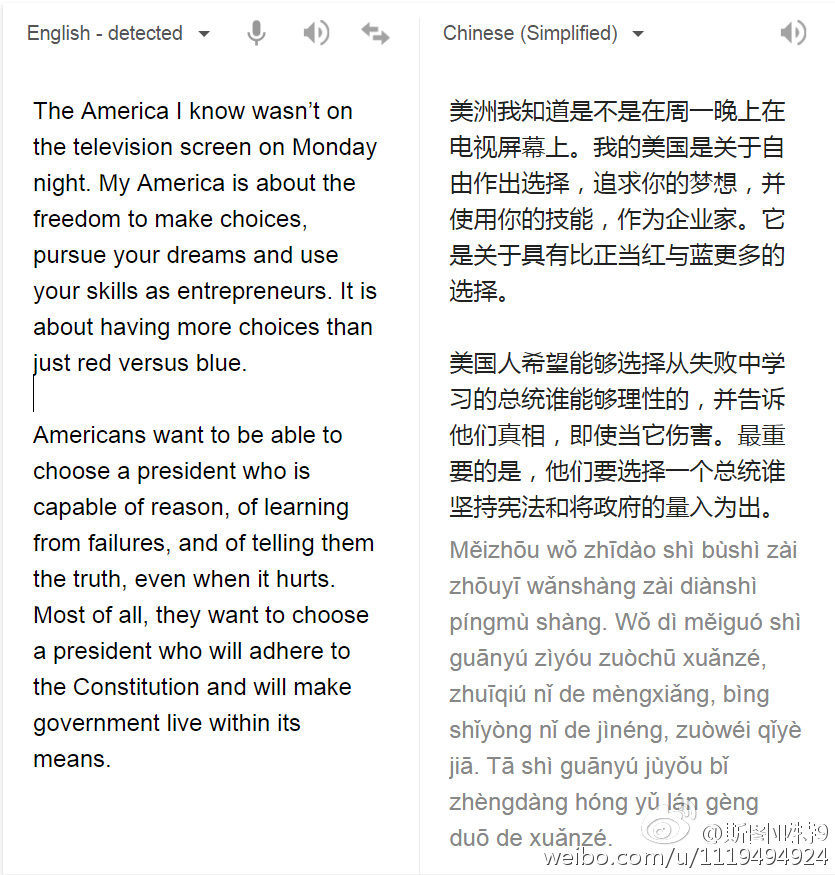 English - detected
The America I know wasn’t on
the television screen on Monday
night. My America is about the
freedom to make choices,
pursue your dreams and use
your skills as entrepreneurs. It is
about having more choices than
just red versus blue.
Americans want to be able to
choose a president who is
capable of reason, of learning
from failures, and of telling them
the truth, even when it hurts.
Most of all, they want to choose
a president who will adhere to
the Constitution and will make
government live within its
means.
Chinese (Simplified)
美洲我知道是不是在周一晚上在
电视屏幕上。我的美国是关于自
由作出选择，追求你的梦想，并
使用你的技能，作为企业家。它
是关于具有比正当红与蓝更多的
选择。
美国人希望能够选择从失败中学
习的总统谁能够理性的，并告诉
他们真相，即使当它伤害。最重
要的是，他们要选择一个总统谁
坚持宪法和将政府的量入为出。
Měizhōu wǒ zhīdào shì bùshì zài
zhōuyī wǎnshàng zài diànshì
píngmù shàng. Wǒ dì měiguó shì
guānyú zìyóu zuòchū xuǎnzé,
zhuīqiú nǐ de mèngxiǎng, bìng
shǐyòng nǐ de jìnéng, zuòwéi qǐyè
jiā. Tā shì guānyú jùyǒu bǐ
zhèngdàng hóng yǔ lán gèng
duō de xuǎnzé.
weibo.com/u/1119494924